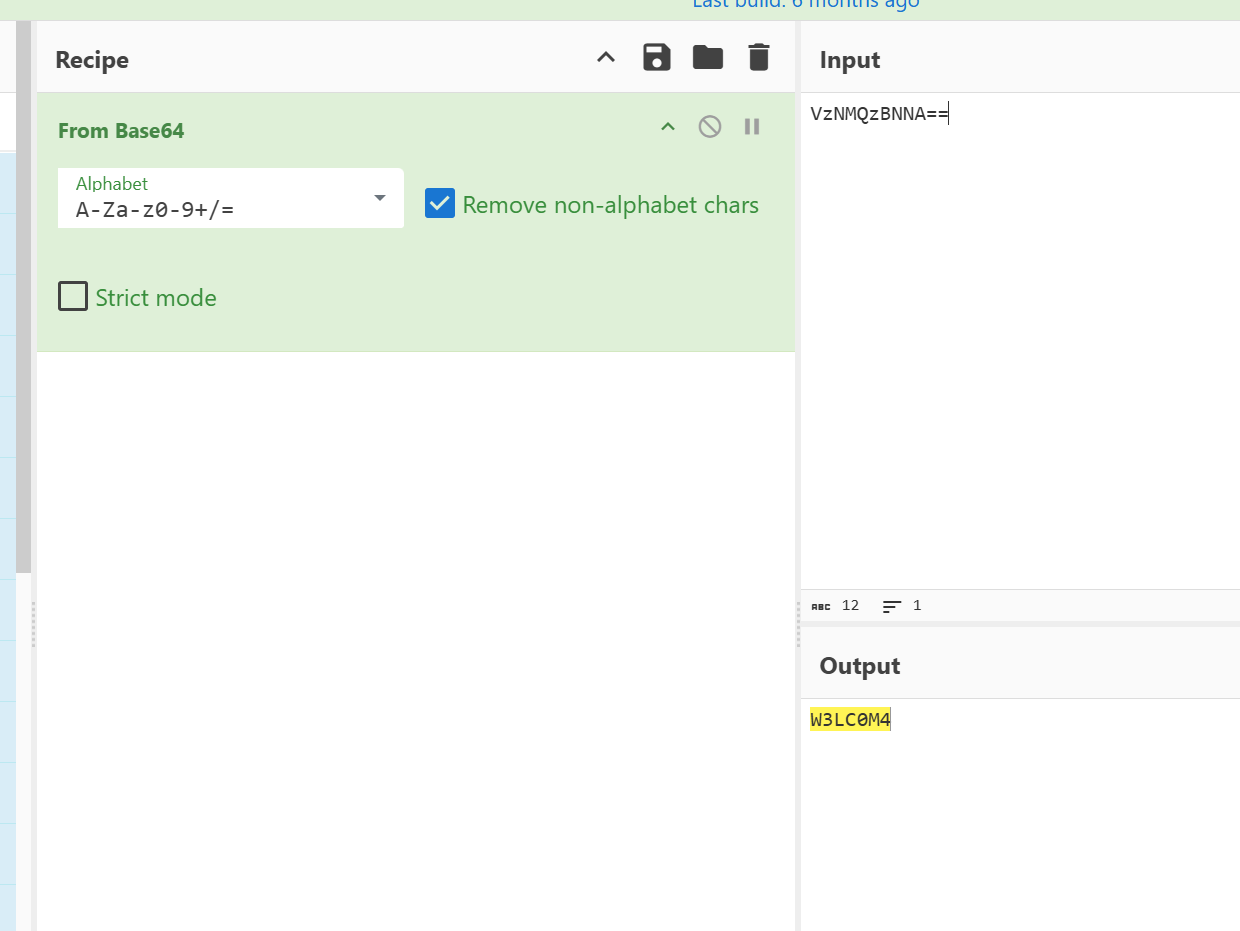 Last build: 6 months ago
Recipe
From Base64
Alphabet
A-Za-z0-9+/=
Remove non-alphabet chars
Strict mode
Input
VzNMQzBNNA==
ABC 12 1
Output
W3LC0M4